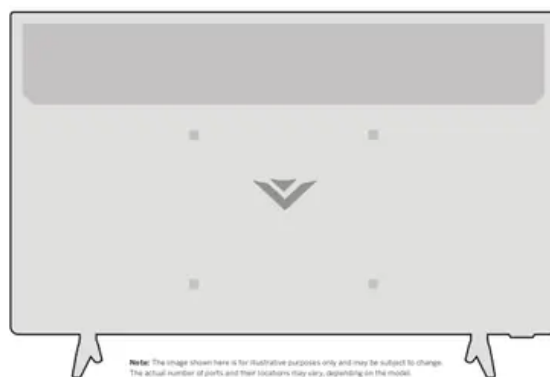 Note: The image shown here is for illustrative purposes only and may be subject to change.
The actual number of ports and their locations may vary, depending on the model.